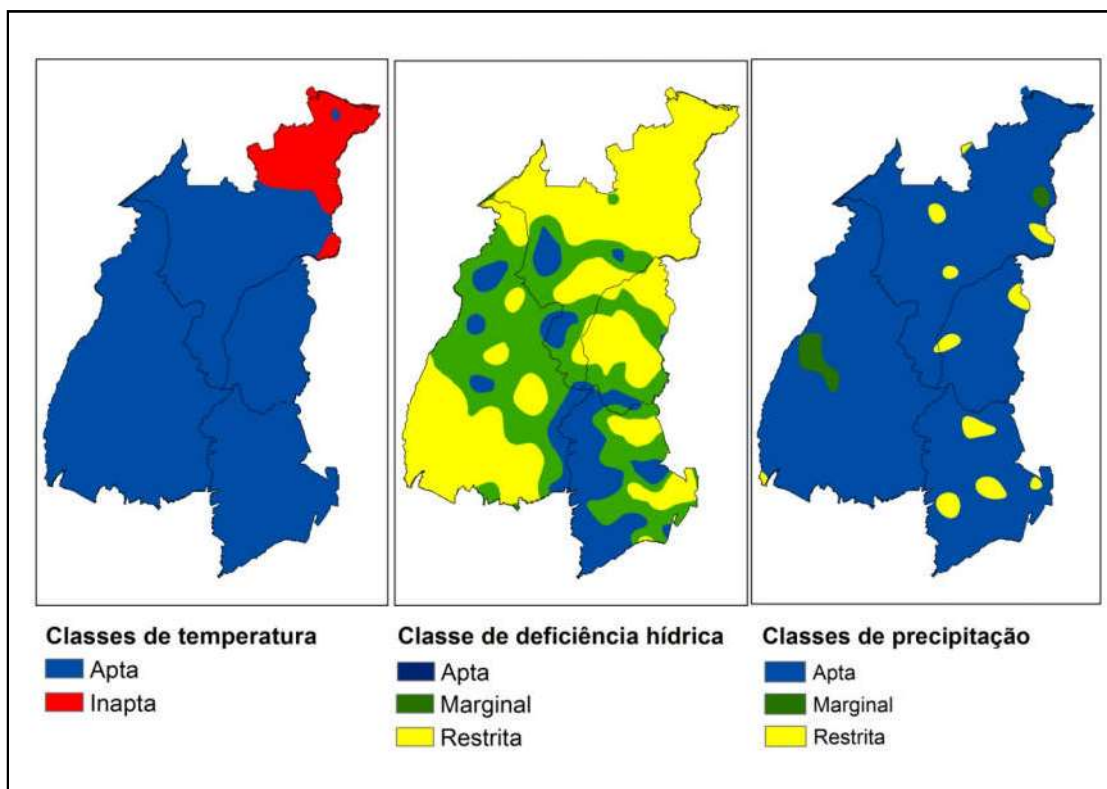 Classes de temperatura
Apta
Inapta
Classe de deficiência hídrica
Apta
Marginal
Restrita
Classes de precipitação
Apta
Marginal
Restrita